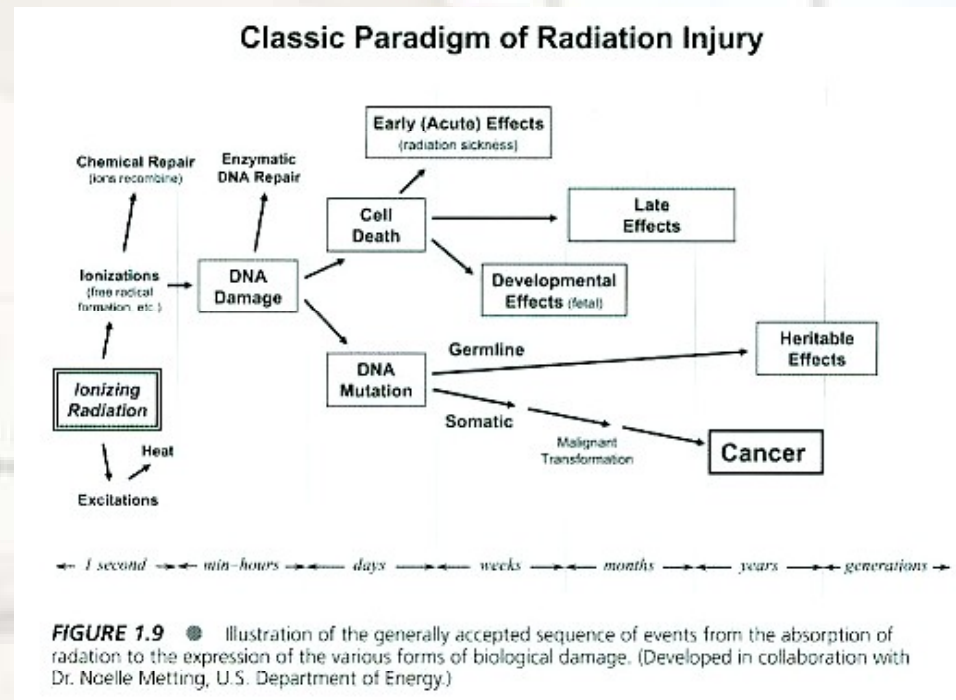 Classic Paradigm of Radiation Injury
Early (Acute) Effects
(radiation sickness)
Chemical Repair
(ions recombine)
Enzymatic
DNA Repair
Cell
Death
Late
Effects
Ionizations
(free radical
formation, etc.)
DNA
Damage
Developmental
Effects (fetal)
Germline
Heritable
Effects
DNA
Mutation
Ionizing
Radiation
Somatic
Malignant
Transformation
Cancer
Heat
Excitations
1 second min-hours days weeks months years generations
FIGURE 1.9 ● Illustration of the generally accepted sequence of events from the absorption of
radation to the expression of the various forms of biological damage. (Developed in collaboration with
Dr. Noelle Metting, U.S. Department of Energy.)